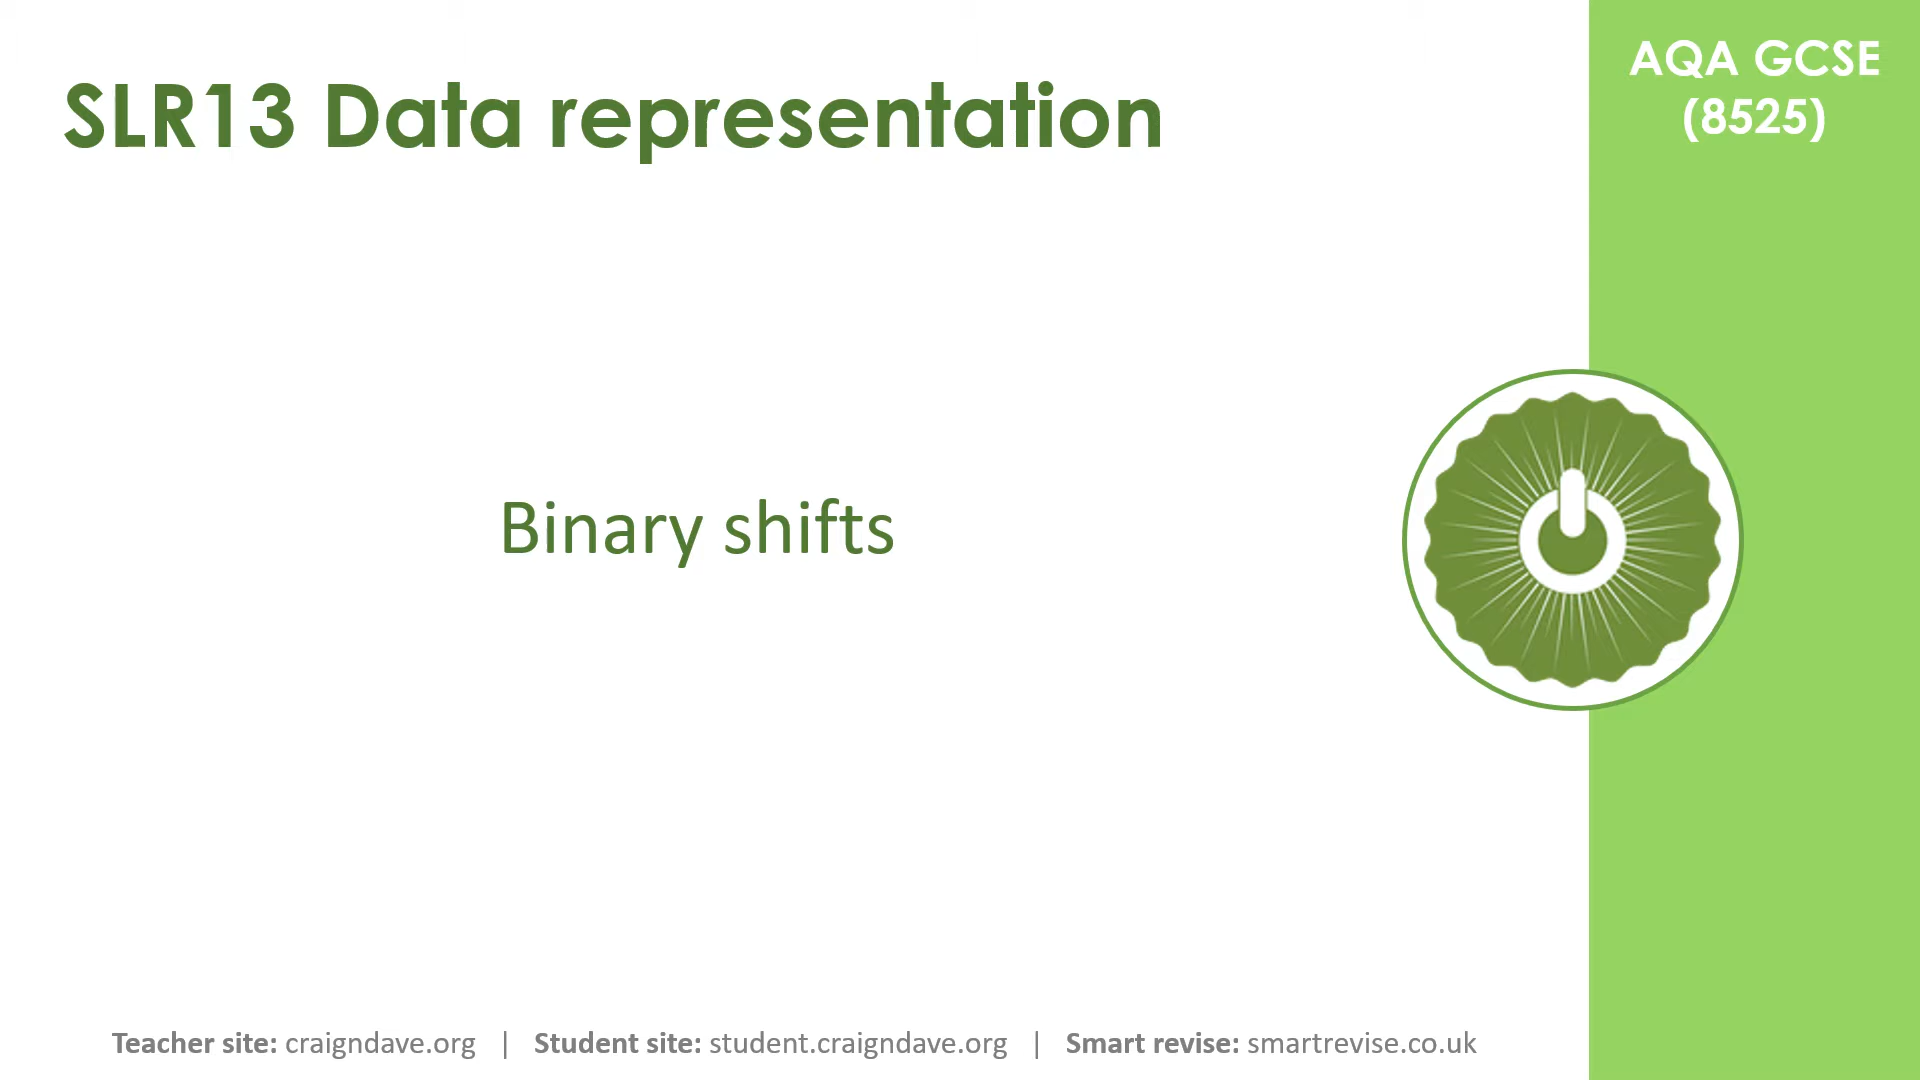 SLR13 Data representation
AQA GCSE
(8525)
Binary shifts
Teacher site: craigndave.org | Student site: student.craigndave.org | Smart revise: smartrevise.co.uk